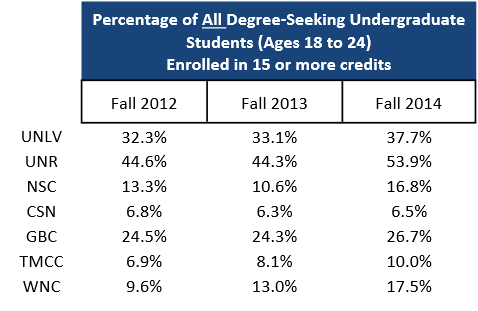 Percentage of All Degree-Seeking Undergraduate
Students (Ages 18 to 24)
Enrolled in 15 or more credits
Fall 2012 Fall 2013 Fall 2014
UNLV 32.3% 33.1% 37.7%
UNR 44.6% 44.3% 53.9%
NSC 13.3% 10.6% 16.8%
CSN 6.8% 6.3% 6.5%
GBC 24.5% 24.3% 26.7%
TMCC 6.9% 8.1% 10.0%
WNC 9.6% 13.0% 17.5%